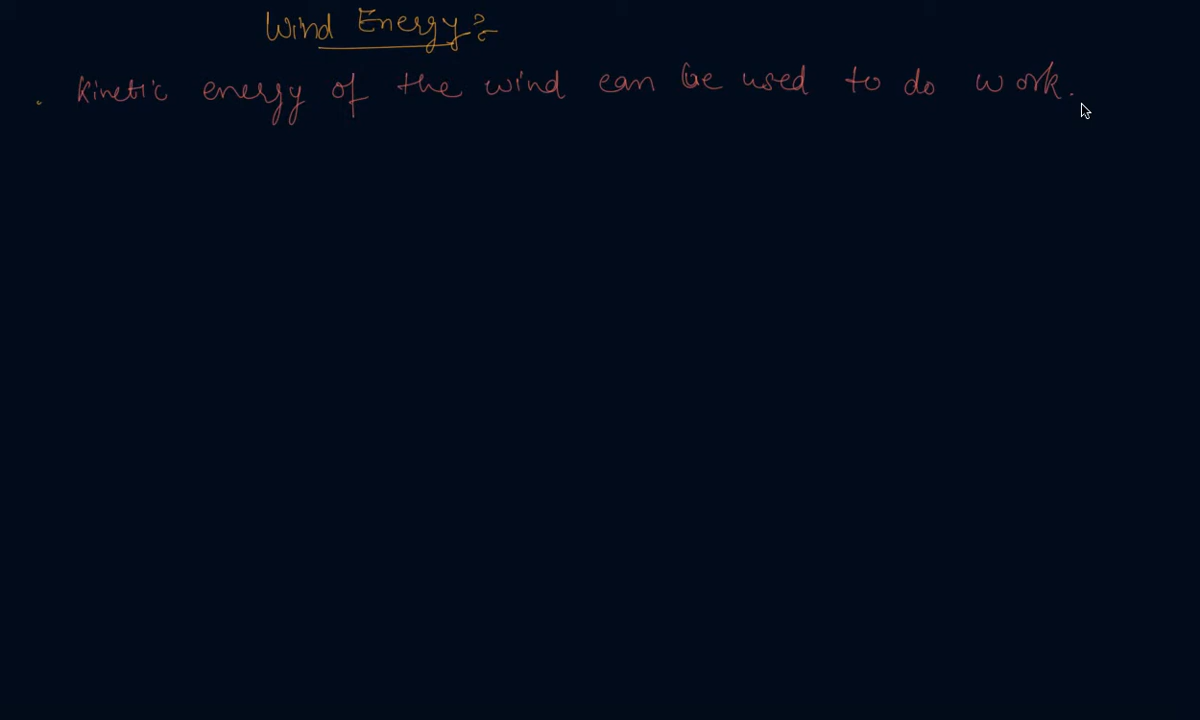 Wind Energy:-
. Kinetic energy of the wind can be used to do work.